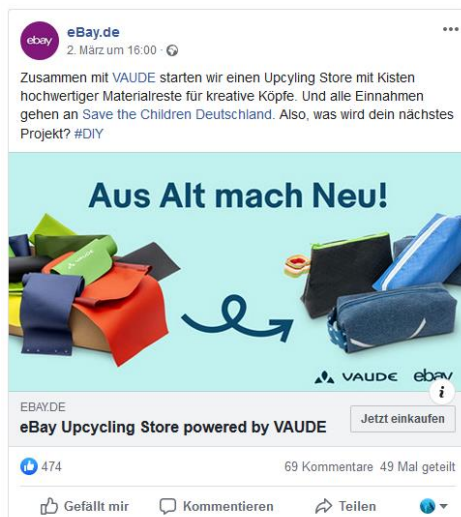 ebay
eBay.de
2. März um 16:00 ·
Zusammen mit VAUDE starten wir einen Upcyling Store mit Kisten
hochwertiger Materialreste für kreative Köpfe. Und alle Einnahmen
gehen an Save the Children Deutschland. Also, was wird dein nächstes
Projekt? #DIY
Aus Alt mach Neu!
VAUDE
VAUDE ebay
i
EBAY.DE
eBay Upcycling Store powered by VAUDE
Jetzt einkaufen
474
69 Kommentare 49 Mal geteilt
Gefällt mir Kommentieren Teilen